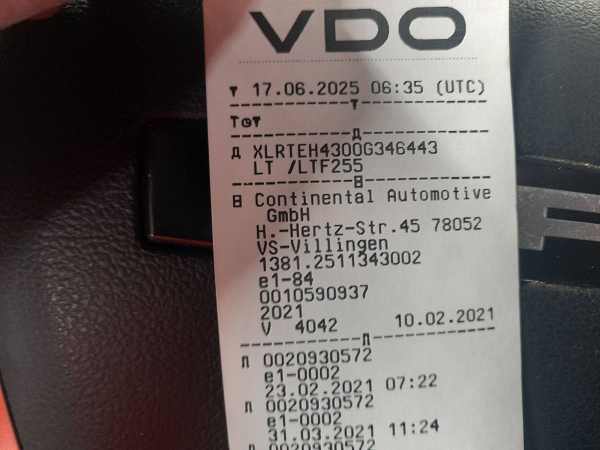 VDO
▼ 17.06.2025 06:35 (UTC)
T⊙▼
A XLRTEH4300G346443
LT /LTF255
B Continental Automotive
GmbH
H.-Hertz-Str.45 78052
VS-Villingen
1381.2511343002
e1-84
0010590937
2021
V 4042 10.02.2021
Л 0020930572
e1-0002
23.02.2021 07:22
Л 0020930572
e1-0002
31.03.2021 11:24
Л 0020930572